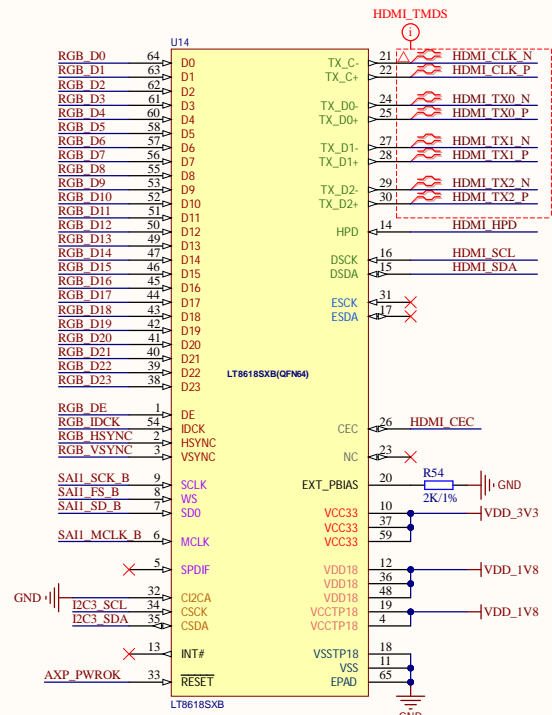 HDMI_TMDS
i
U14
RGB_D0 64 D0 TX_C- 21 HDMI_CLK_N
RGB_D1 63 D1 TX_C+ 22 HDMI_CLK_P
RGB_D2 62 D2
RGB_D3 61 D3 TX_D0- 24 HDMI_TX0_N
RGB_D4 60 D4 TX_D0+ 25 HDMI_TX0_P
RGB_D5 58 D5
RGB_D6 57 D6 TX_D1- 27 HDMI_TX1_N
RGB_D7 56 D7 TX_D1+ 28 HDMI_TX1_P
RGB_D8 55 D8
RGB_D9 53 D9 TX_D2- 29 HDMI_TX2_N
RGB_D10 52 D10 TX_D2+ 30 HDMI_TX2_P
RGB_D11 51 D11
RGB_D12 50 D12 HPD 14 HDMI_HPD
RGB_D13 49 D13
RGB_D14 47 D14 DSCK 16 HDMI_SCL
RGB_D15 46 D15 DSDA 15 HDMI_SDA
RGB_D16 45 D16
RGB_D17 44 D17 ESCK 31
RGB_D18 43 D18 ESDA 17
RGB_D19 42 D19
RGB_D20 41 D20
RGB_D21 40 D21
RGB_D22 39 D22
RGB_D23 38 D23
LT8618SXB(QFN64)
RGB_DE 1 DE
RGB_IDCK 54 IDCK CEC 26 HDMI_CEC
RGB_HSYNC 2 HSYNC
RGB_VSYNC 3 VSYNC NC 23
R54
SAI1_SCK_B 9 SCLK EXT_PBIAS 20 GND
2K/1%
SAI1_FS_B 8 WS
SAI1_SD_B 7 SD0 VCC33 10 VDD_3V3
VCC33 37
SAI1_MCLK_B 6 MCLK VCC33 59
5 SPDIF VDD18 12 VDD_1V8
VDD18 36
GND 32 CI2CA VDD18 48
I2C3_SCL 34 CSCK VCCTP18 19 VDD_1V8
I2C3_SDA 35 CSDA VCCTP18 4
13 INT# VSSTP18 18
VSS 11
AXP_PWROK 33 RESET EPAD 65
LT8618SXB
GND